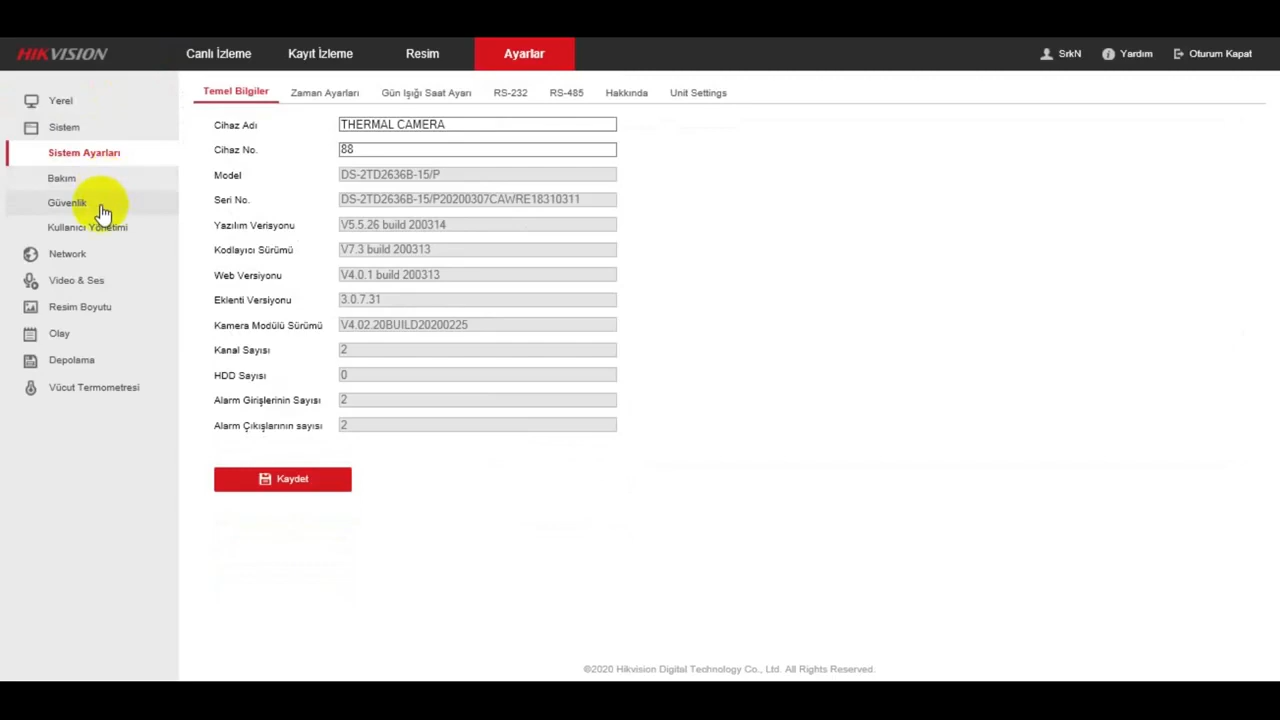 HIKVISION
Canlı İzleme
Kayıt İzleme
Resim
Ayarlar
SrkN
Yardım
Oturum Kapat
Yerel
Sistem
Sistem Ayarları
Bakım
Güvenlik
Kullanıcı Yönetimi
Network
Video & Ses
Resim Boyutu
Olay
Depolama
Vücut Termometresi
Temel Bilgiler
Zaman Ayarları
Gün Işığı Saat Ayarı
RS-232
RS-485
Hakkında
Unit Settings
Cihaz Adı THERMAL CAMERA
Cihaz No. 88
Model DS-2TD2636B-15/P
Seri No. DS-2TD2636B-15/P20200307CAWRE18310311
Yazılım Verisyonu V5.5.26 build 200314
Kodlayıcı Sürümü V7.3 build 200313
Web Versiyonu V4.0.1 build 200313
Eklenti Versiyonu 3.0.7.31
Kamera Modülü Sürümü V4.02.20BUILD20200225
Kanal Sayısı 2
HDD Sayısı 0
Alarm Girişlerinin Sayısı 2
Alarm Çıkışlarının sayısı 2
Kaydet
©2020 Hikvision Digital Technology Co., Ltd. All Rights Reserved.